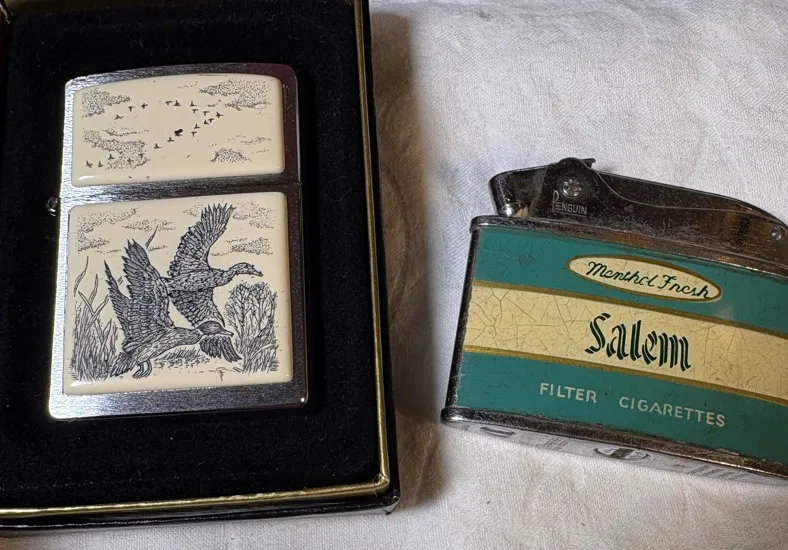 PENGUIN
Menthol Fresh
Salem
FILTER CIGARETTES